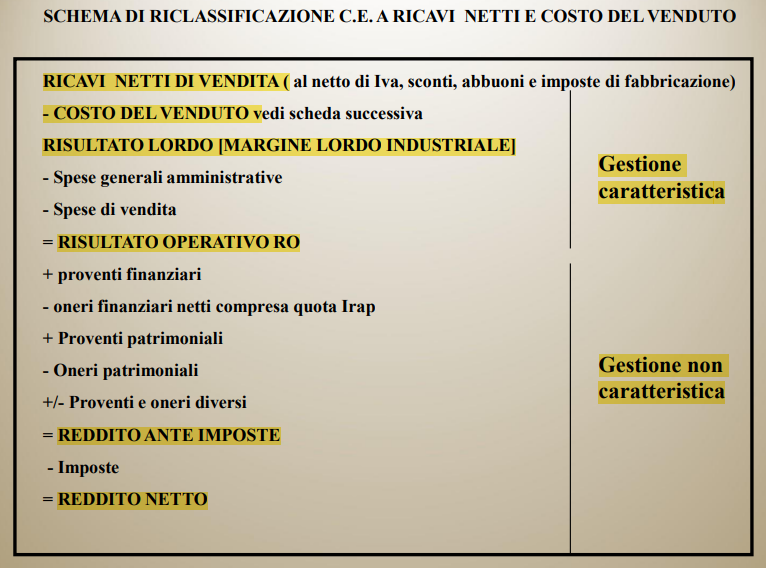 SCHEMA DI RICLASSIFICAZIONE C.E. A RICAVI NETTI E COSTO DEL VENDUTO
RICAVI NETTI DI VENDITA ( al netto di Iva, sconti, abbuoni e imposte di fabbricazione)
- COSTO DEL VENDUTO vedi scheda successiva
RISULTATO LORDO [MARGINE LORDO INDUSTRIALE]
- Spese generali amministrative
- Spese di vendita
= RISULTATO OPERATIVO RO
Gestione
caratteristica
+ proventi finanziari
- oneri finanziari netti compresa quota Irap
+ Proventi patrimoniali
- Oneri patrimoniali
+/- Proventi e oneri diversi
= REDDITO ANTE IMPOSTE
- Imposte
= REDDITO NETTO
Gestione non
caratteristica